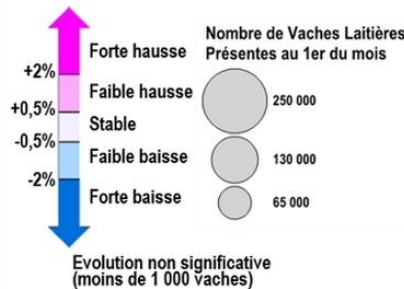 Nombre de Vaches Laitières
Présentes au 1er du mois
Forte hausse
+2%
Faible hausse
250 000
+0,5%
Stable
-0,5%
Faible baisse
130 000
-2%
Forte baisse
65 000
Evolution non significative
(moins de 1 000 vaches)